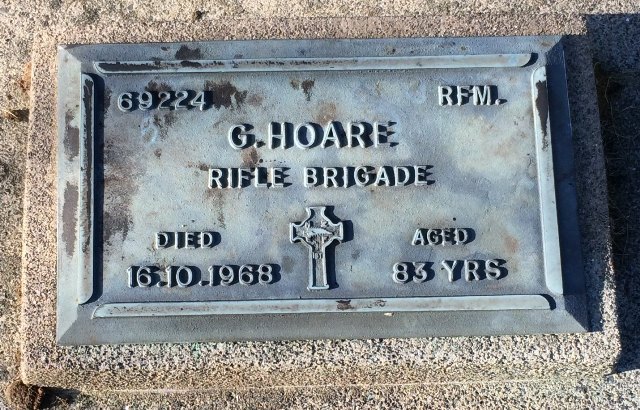 69224 RFM.
G. HOARE
RIFLE BRIGADE
DIED AGED
16.10.1968 83 YRS